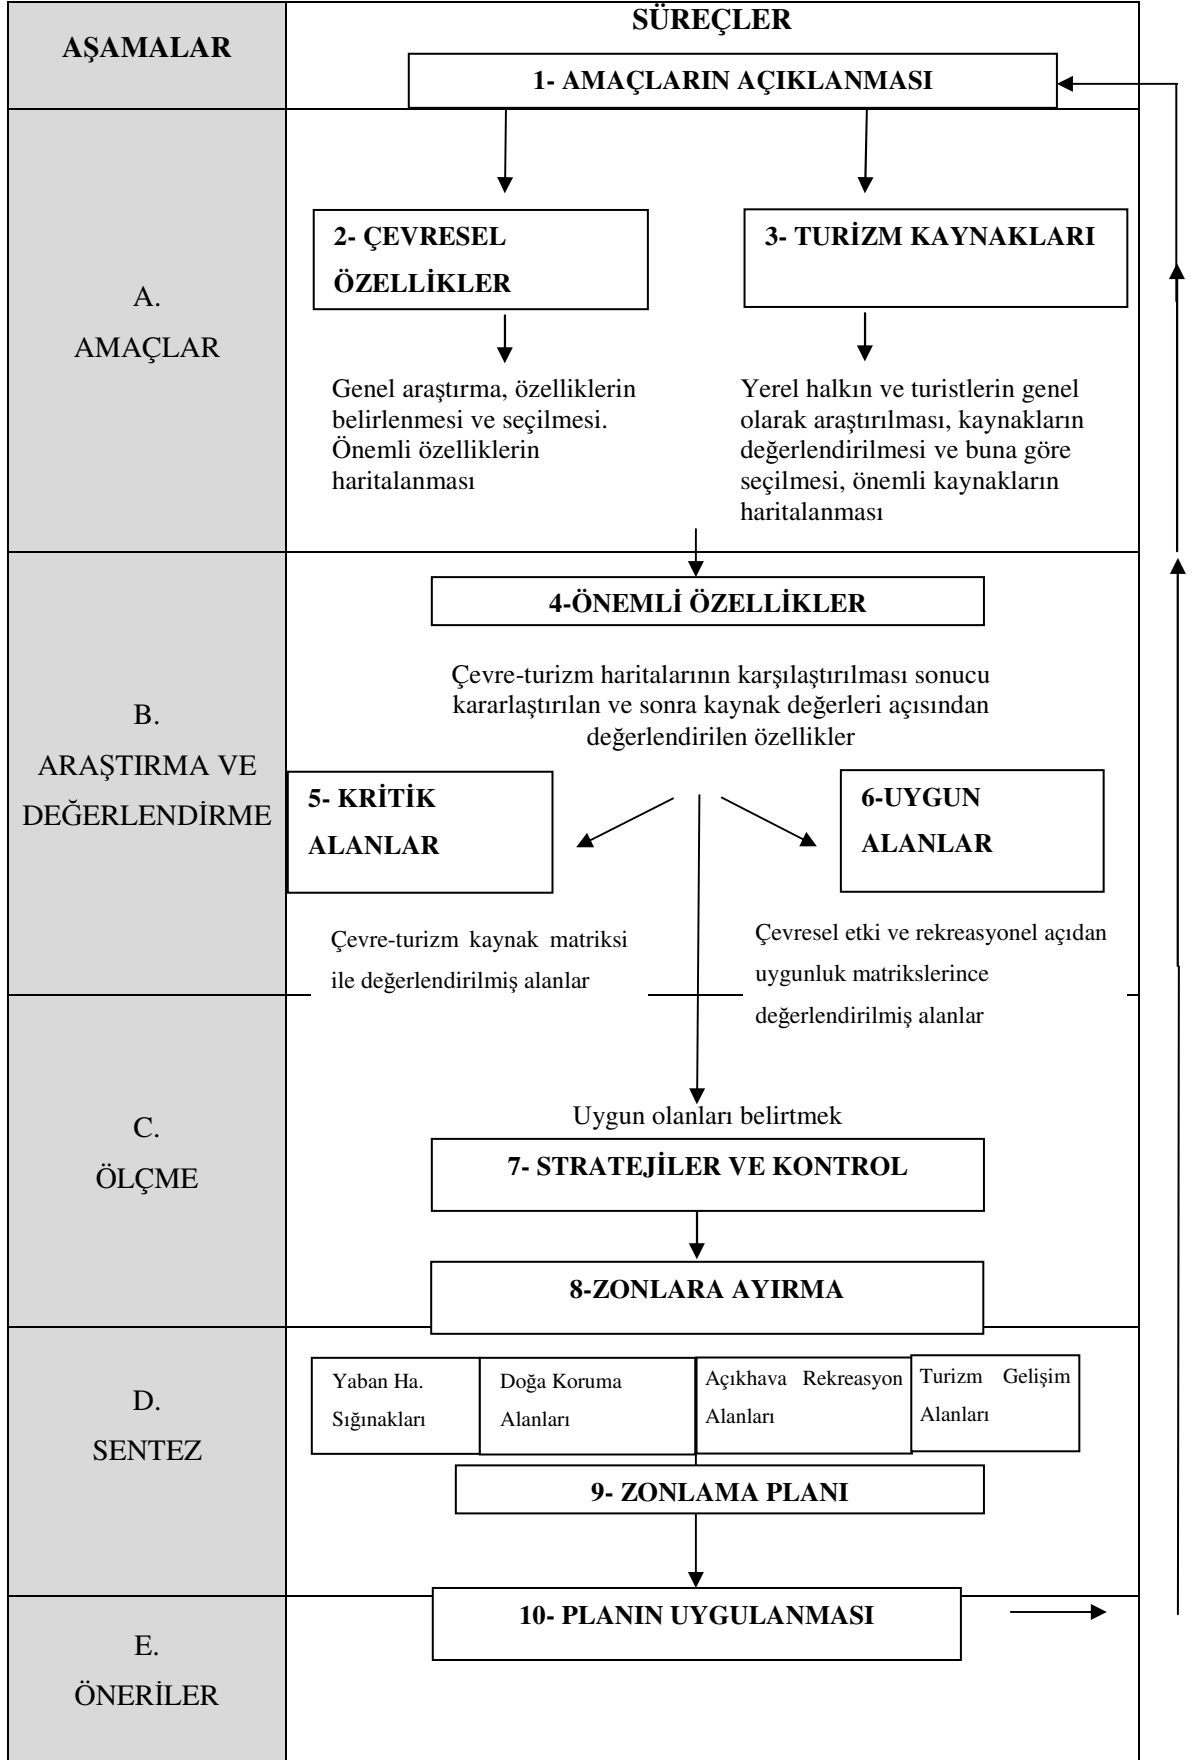 AŞAMALAR
SÜREÇLER
1- AMAÇLARIN AÇIKLANMASI
A.
AMAÇLAR
2- ÇEVRESEL
ÖZELLİKLER
3- TURİZM KAYNAKLARI
Genel araştırma, özelliklerin
belirlenmesi ve seçilmesi.
Önemli özelliklerin
haritalanması
Yerel halkın ve turistlerin genel
olarak araştırılması, kaynakların
değerlendirilmesi ve buna göre
seçilmesi, önemli kaynakların
haritalanması
B.
ARAŞTIRMA VE
DEĞERLENDİRME
4-ÖNEMLİ ÖZELLİKLER
Çevre-turizm haritalarının karşılaştırılması sonucu
kararlaştırılan ve sonra kaynak değerleri açısından
değerlendirilen özellikler
5- KRİTİK
ALANLAR
6-UYGUN
ALANLAR
Çevre-turizm kaynak matriksi
ile değerlendirilmiş alanlar
Çevresel etki ve rekreasyonel açıdan
uygunluk matrikslerince
değerlendirilmiş alanlar
C.
ÖLÇME
Uygun olanları belirtmek
7- STRATEJİLER VE KONTROL
8-ZONLARA AYIRMA
D.
SENTEZ
Yaban Ha.
Sığınakları
Doğa Koruma
Alanları
Açıkhava Rekreasyon
Alanları
Turizm Gelişim
Alanları
9- ZONLAMA PLANI
E.
ÖNERİLER
10- PLANIN UYGULANMASI